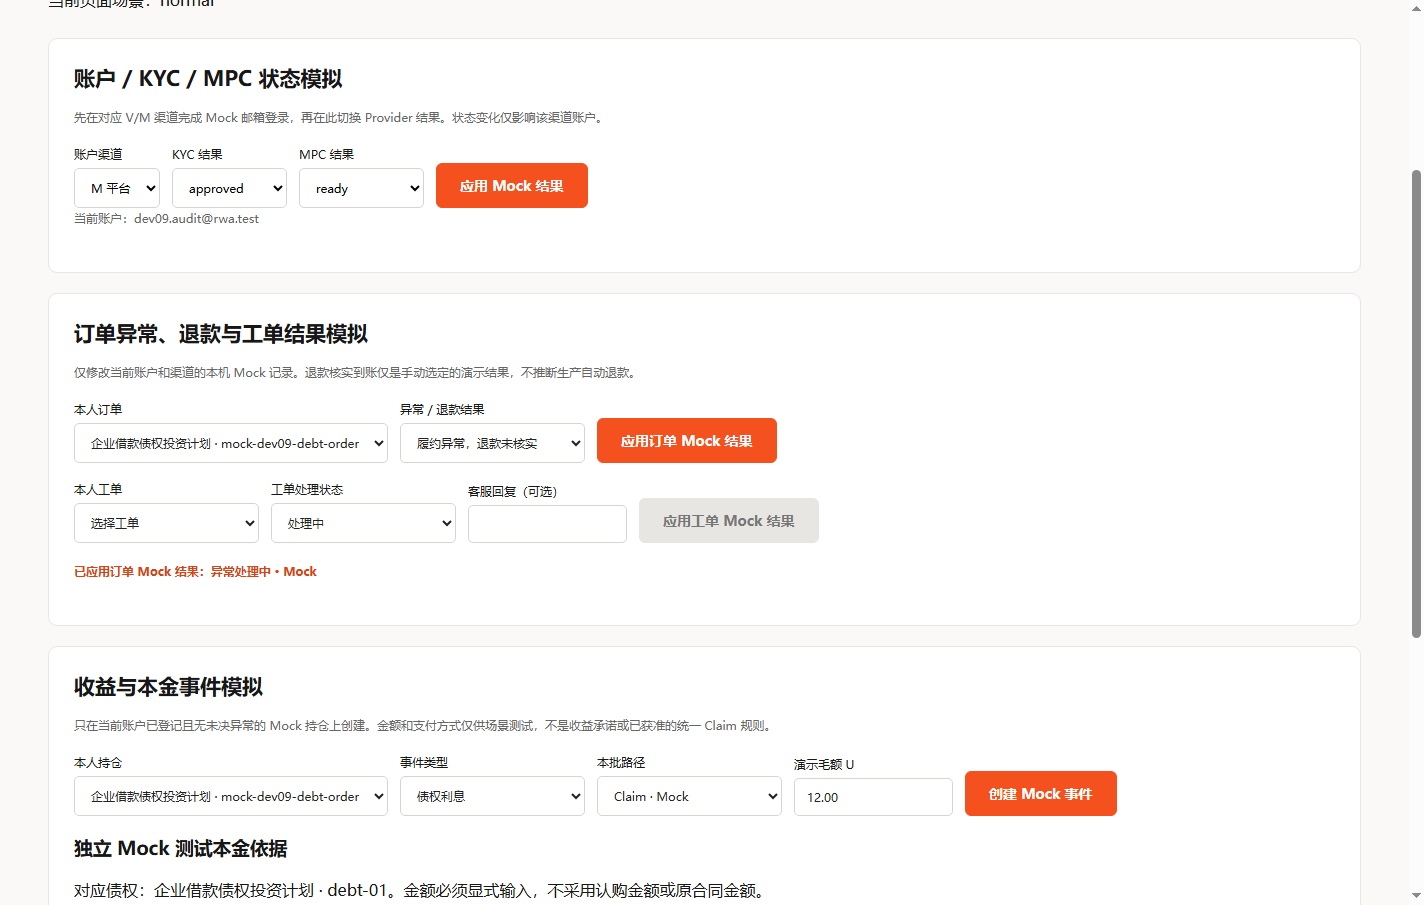 当前页面场景：normal
账户 / KYC / MPC 状态模拟
先在对应 V/M 渠道完成 Mock 邮箱登录，再在此切换 Provider 结果。状态变化仅影响该渠道账户。
账户渠道 KYC 结果 MPC 结果
M 平台 approved ready 应用 Mock 结果
当前账户：dev09.audit@rwa.test
订单异常、退款与工单结果模拟
仅修改当前账户和渠道的本机 Mock 记录。退款核实到账仅是手动选定的演示结果，不推断生产自动退款。
本人订单 异常 / 退款结果
企业借款债权投资计划 · mock-dev09-debt-order 履约异常，退款未核实 应用订单 Mock 结果
本人工单 工单处理状态 客服回复（可选）
选择工单 处理中 应用工单 Mock 结果
已应用订单 Mock 结果：异常处理中 • Mock
收益与本金事件模拟
只在当前账户已登记且无未决异常的 Mock 持仓上创建。金额和支付方式仅供场景测试，不是收益承诺或已获准的统一 Claim 规则。
本人持仓 事件类型 本批路径 演示毛额 U
企业借款债权投资计划 · mock-dev09-debt-order 债权利息 Claim · Mock 12.00 创建 Mock 事件
独立 Mock 测试本金依据
对应债权：企业借款债权投资计划 · debt-01。金额必须显式输入，不采用认购金额或原合同金额。